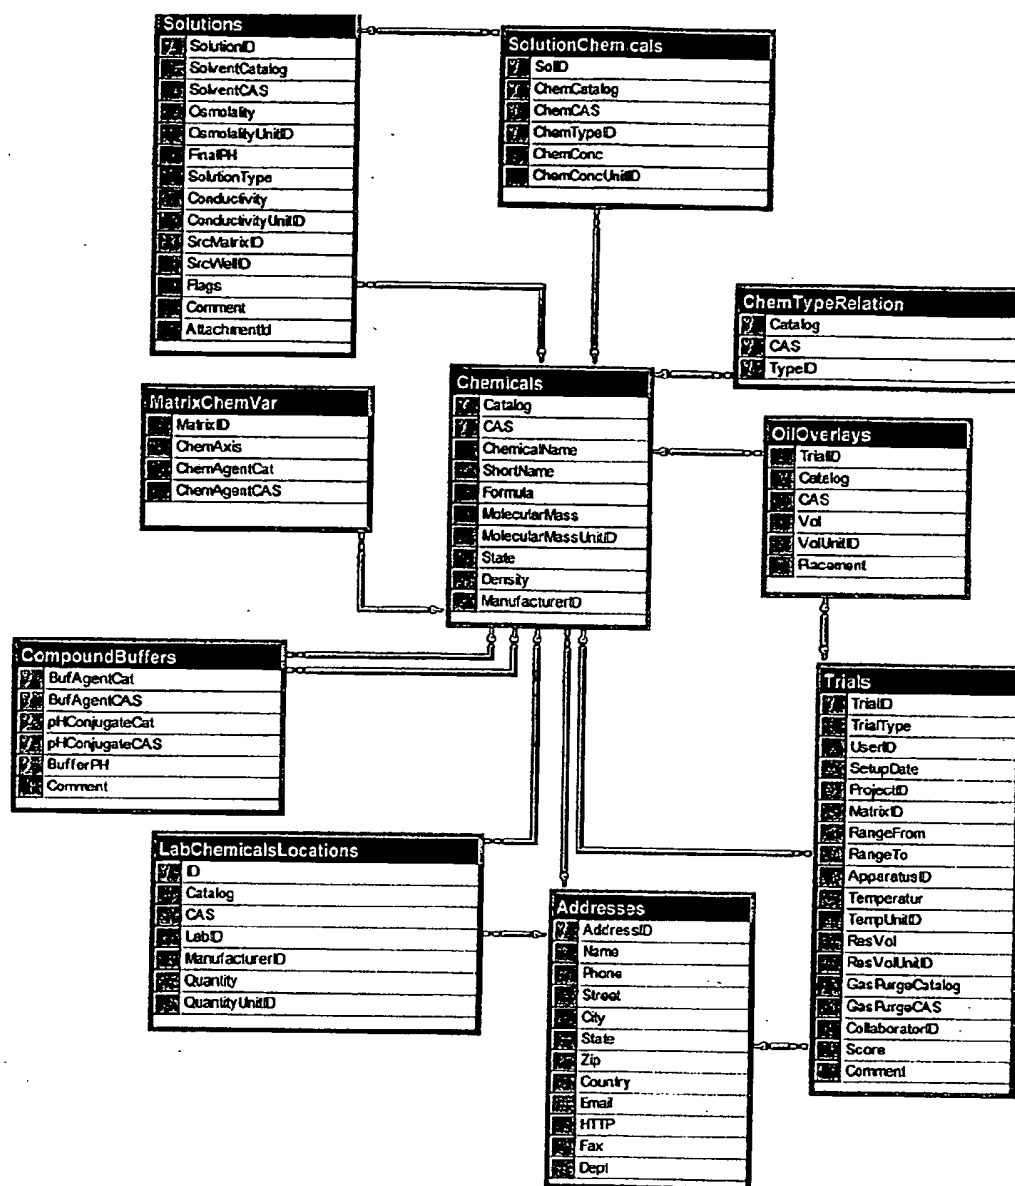 Solutions
SolutionID
SolventCatalog
SolventCAS
Osmolality
OsmolalityUnitID
FinalPH
SolutionType
Conductivity
ConductivityUnitID
SrcMatrixID
SrcWellID
Flags
Comment
AttachmentId
SolutionChemicals
SolID
ChemCatalog
ChemCAS
ChemTypeID
ChemConc
ChemConcUnitID
ChemTypeRelation
Catalog
CAS
TypeID
MatrixChemVar
MatrixID
ChemAxis
ChemAgentCat
ChemAgentCAS
Chemicals
Catalog
CAS
ChemicalName
ShortName
Formula
MolecularMass
MolecularMassUnitID
State
Density
ManufacturerID
OilOverlays
TrialID
Catalog
CAS
Vol
VolUnitID
Placement
CompoundBuffers
BufAgentCat
BufAgentCAS
pHConjugateCat
pHConjugateCAS
BufferPH
Comment
Trials
TrialID
TrialType
UserID
SetupDate
ProjectID
MatrixID
RangeFrom
RangeTo
ApparatusID
Temperatur
TempUnitID
ResVol
ResVolUnitID
GasPurgeCatalog
GasPurgeCAS
CollaboratorID
Score
Comment
LabChemicalsLocations
ID
Catalog
CAS
LabID
ManufacturerID
Quantity
QuantityUnitID
Addresses
AddressID
Name
Phone
Street
City
State
Zip
Country
Email
HTTP
Fax
Dept